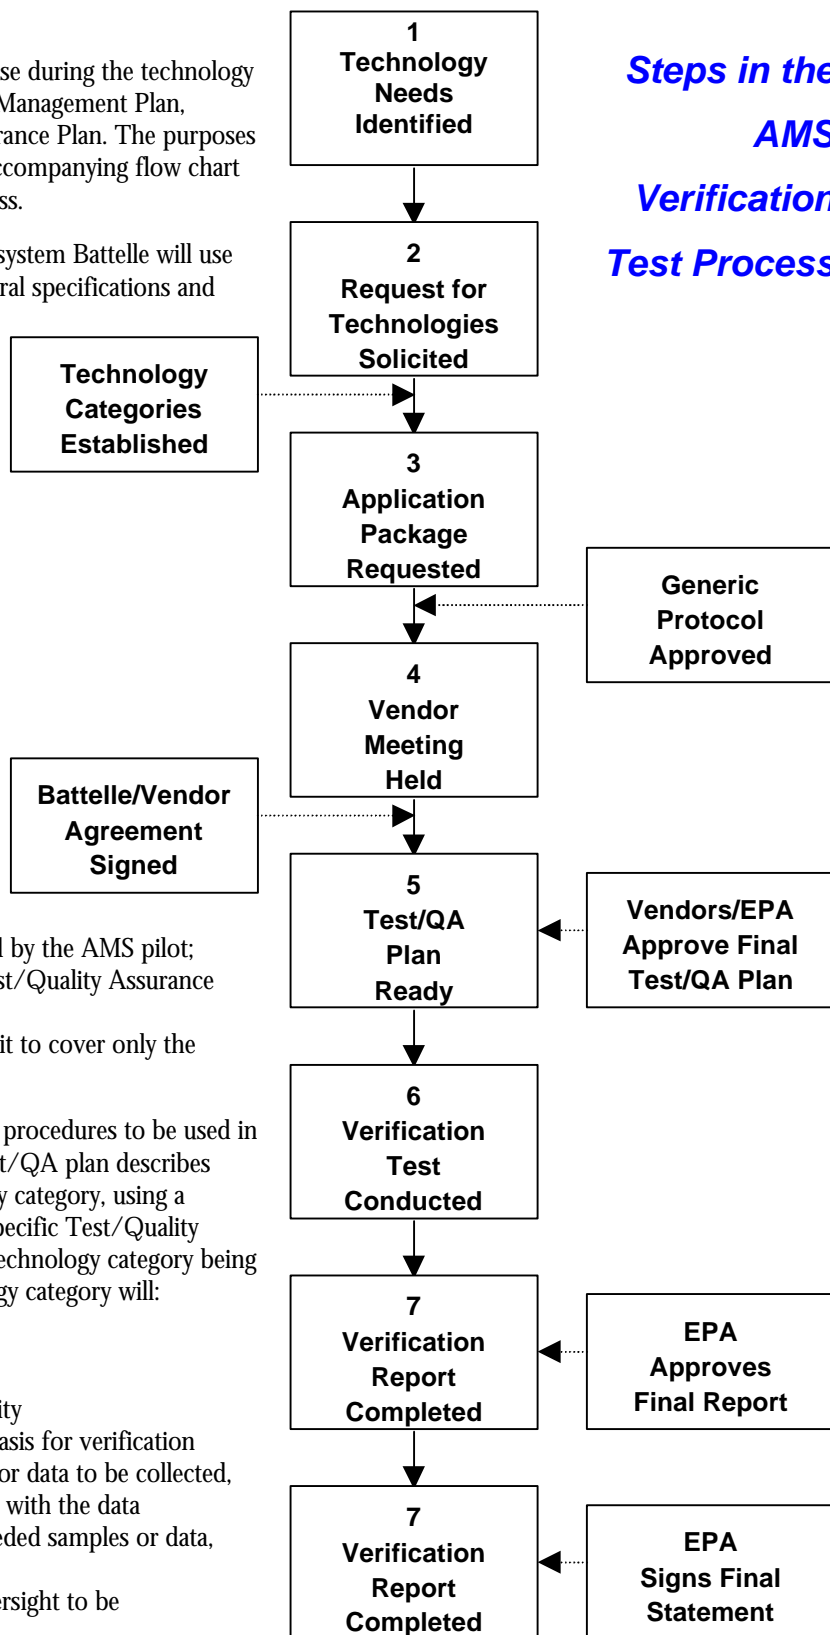 Steps in the
AMS
Verification
Test Process
se during the technology
Management Plan,
rance Plan. The purposes
ccompanying flow chart
ss.
system Battelle will use
ral specifications and
1
Technology
Needs
Identified
2
Request for
Technologies
Solicited
Technology
Categories
Established
3
Application
Package
Requested
Generic
Protocol
Approved
4
Vendor
Meeting
Held
Battelle/Vendor
Agreement
Signed
5
Test/QA
Plan
Ready
Vendors/EPA
Approve Final
Test/QA Plan
d by the AMS pilot;
st/Quality Assurance
it to cover only the
procedures to be used in
t/QA plan describes
y category, using a
pecific Test/Quality
technology category being
gy category will:
6
Verification
Test
Conducted
7
Verification
Report
Completed
EPA
Approves
Final Report
ity
asis for verification
or data to be collected,
with the data
eded samples or data,
ersight to be
7
Verification
Report
Completed
EPA
Signs Final
Statement